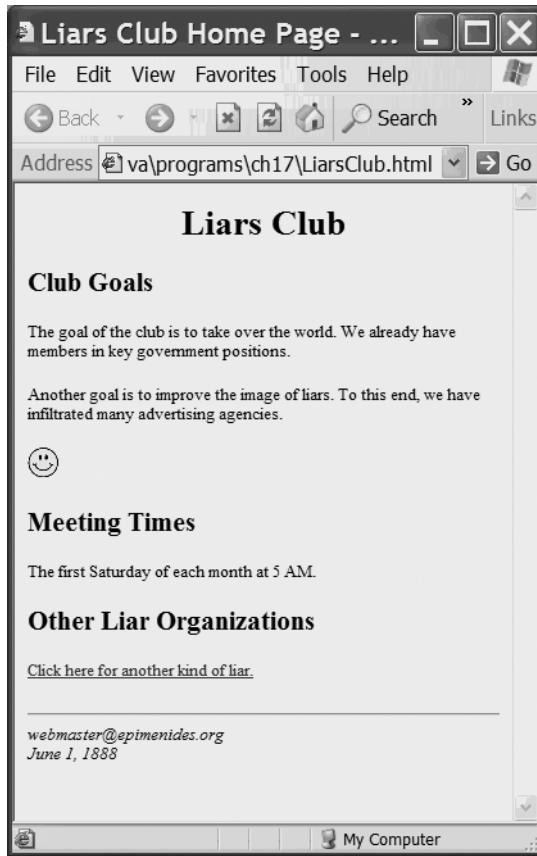 Liars Club Home Page - ...
File Edit View Favorites Tools Help
Back Search » Links
Address va\programs\ch17\LiarsClub.html Go
Liars Club
Club Goals
The goal of the club is to take over the world. We already have
members in key government positions.
Another goal is to improve the image of liars. To this end, we have
infiltrated many advertising agencies.
Meeting Times
The first Saturday of each month at 5 AM.
Other Liar Organizations
Click here for another kind of liar.
webmaster@epimenides.org
June 1, 1888
My Computer